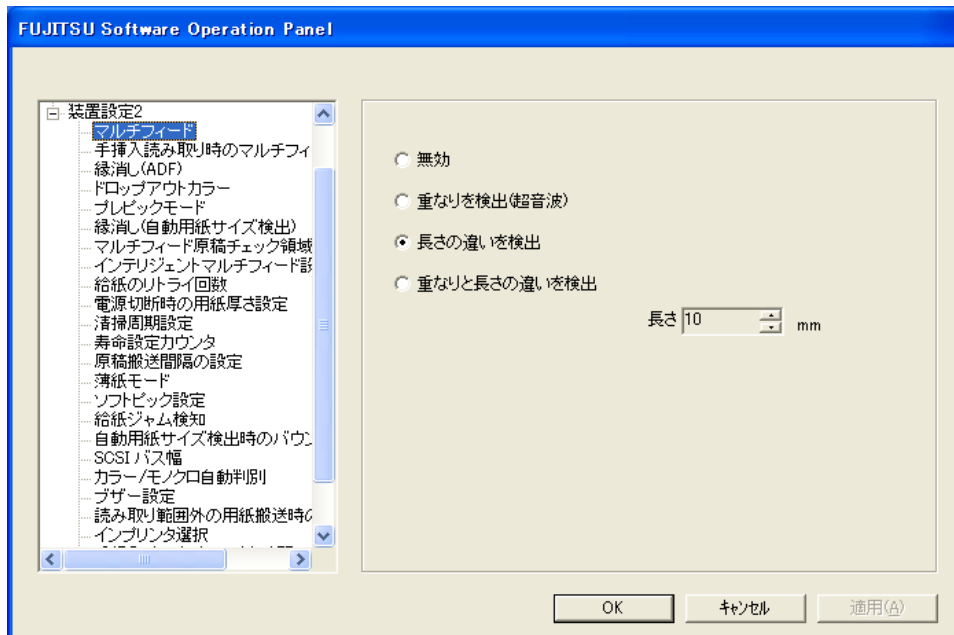 FUJITSU Software Operation Panel
装置設定2
マルチフィード
手挿入読み取り時のマルチフィ
縁消し(ADF)
ドロップアウトカラー
プレピックモード
縁消し(自動用紙サイズ検出)
マルチフィード原稿チェック領域
インテリジェントマルチフィード設
給紙のリトライ回数
電源切断時の用紙厚さ設定
清掃周期設定
寿命設定カウンタ
原稿搬送間隔の設定
薄紙モード
ソフトピック設定
給紙ジャム検知
自動用紙サイズ検出時のバウン
SCSI バス幅
カラー/モノクロ自動判別
ブザー設定
読み取り範囲外の用紙搬送時の
インプリンタ選択
無効
重なりを検出(超音波)
長さの違いを検出
重なりと長さの違いを検出
長さ 10 mm
OK キャンセル 適用(A)